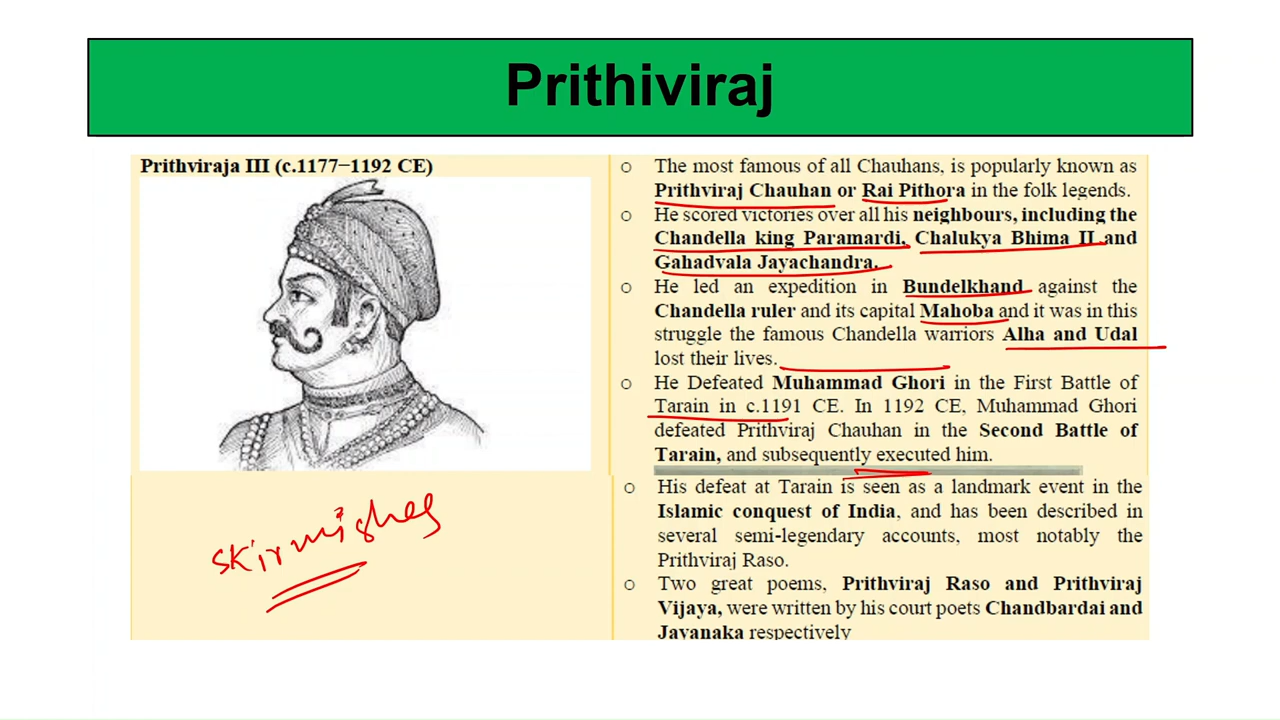 Prithiviraj
Prithviraja III (c.1177–1192 CE)
o The most famous of all Chauhans, is popularly known as
Prithviraj Chauhan or Rai Pithora in the folk legends.
o He scored victories over all his neighbours, including the
Chandella king Paramardi, Chalukya Bhima II and
Gahadvala Jayachandra.
o He led an expedition in Bundelkhand against the
Chandella ruler and its capital Mahoba and it was in this
struggle the famous Chandella warriors Alha and Udal
lost their lives.
o He Defeated Muhammad Ghori in the First Battle of
Tarain in c.1191 CE. In 1192 CE, Muhammad Ghori
defeated Prithviraj Chauhan in the Second Battle of
Tarain, and subsequently executed him.
o His defeat at Tarain is seen as a landmark event in the
Islamic conquest of India, and has been described in
several semi-legendary accounts, most notably the
Prithviraj Raso.
o Two great poems, Prithviraj Raso and Prithviraj
Vijaya, were written by his court poets Chandbardai and
Jayanaka respectively
skirmishes